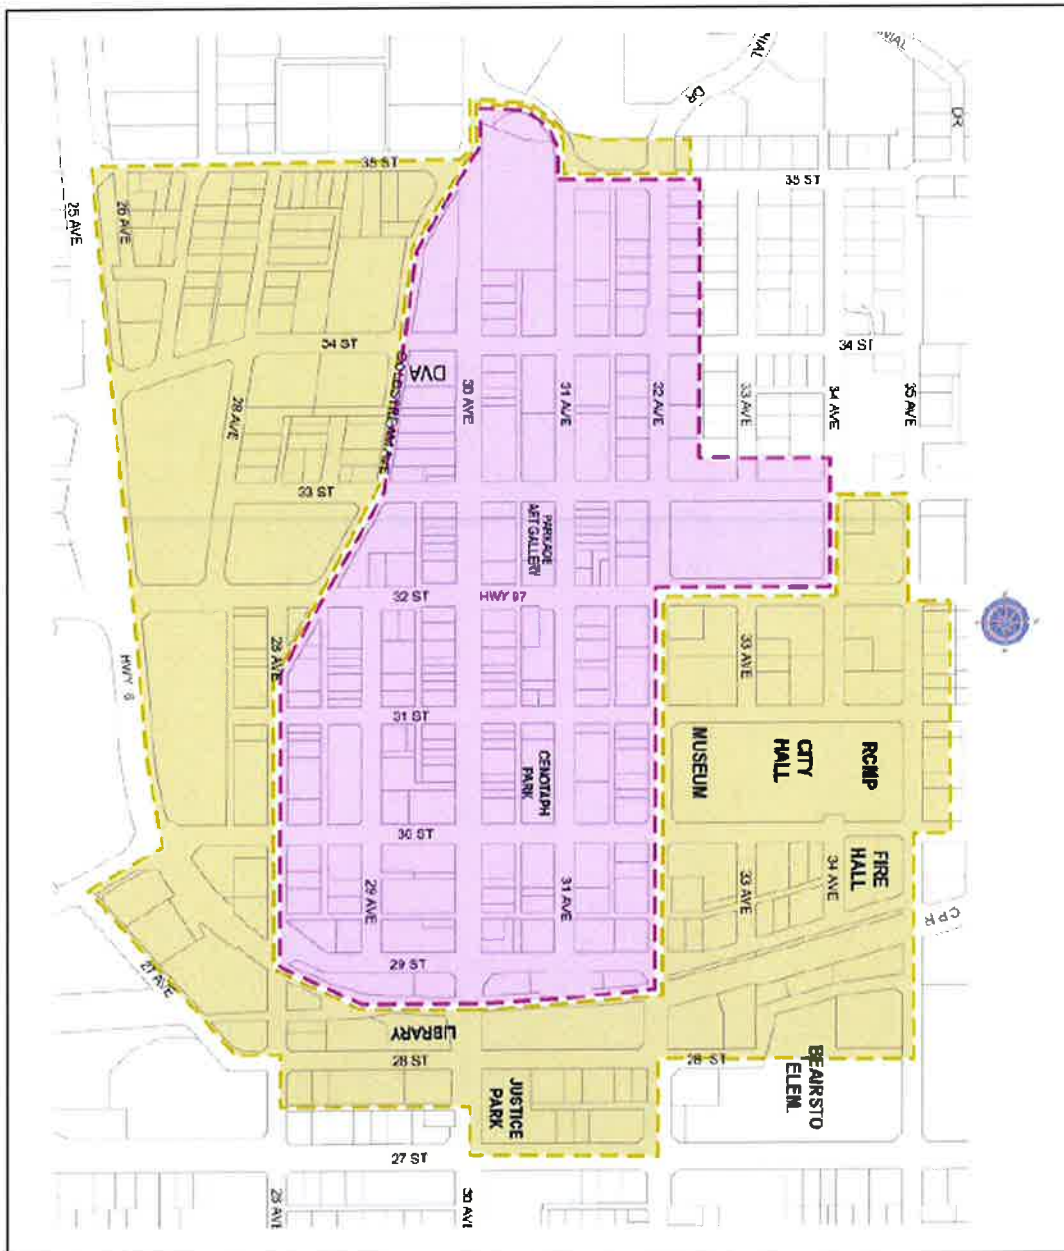 DR
DR
35 ST
35 ST
25 AVE
26 AVE
34 ST
34 ST
DVA
30 AVE
31 AVE
32 AVE
33 AVE
34 AVE
35 AVE
28 AVE
33 ST
PARKADE
ART GALLERY
32 ST
HWY 97
28 AVE
33 AVE
HWY 6
31 ST
MUSEUM
CITY
HALL
RCMP
CENOTAPH
PARK
30 ST
29 AVE
31 AVE
33 AVE
34 AVE
FIRE
HALL
CPR
29 ST
27 AVE
LIBRARY
28 ST
28 ST
BEAIRSTO
ELEM.
JUSTICE
PARK
27 ST
30 AVE